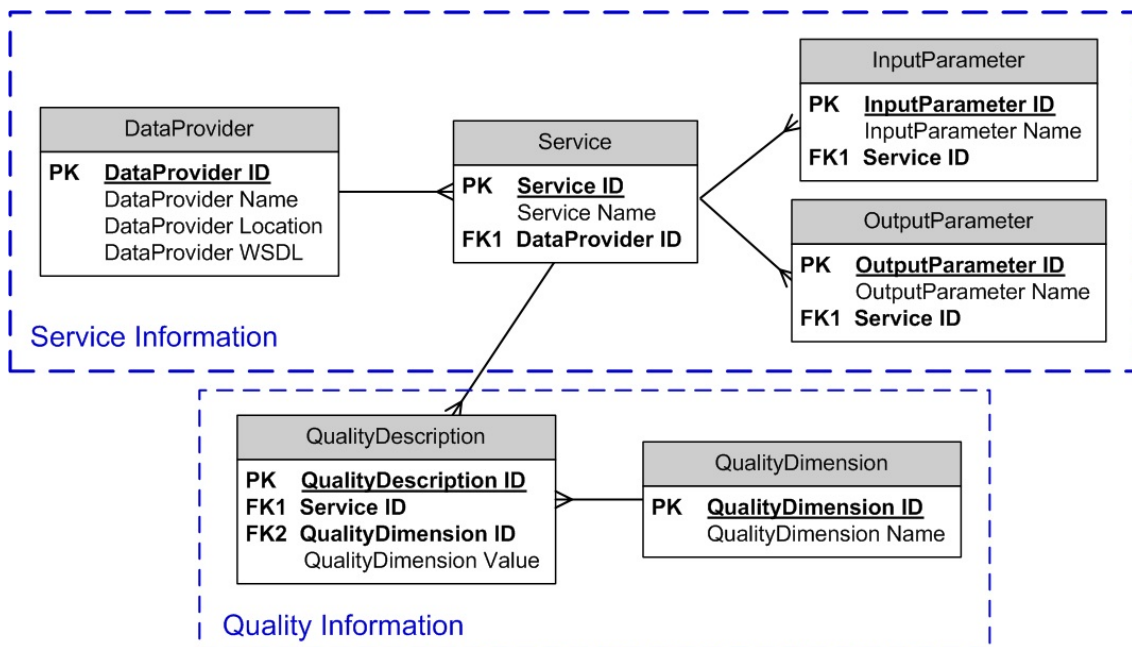 DataProvider
PK DataProvider ID
DataProvider Name
DataProvider Location
DataProvider WSDL
Service
PK Service ID
Service Name
FK1 DataProvider ID
InputParameter
PK InputParameter ID
InputParameter Name
FK1 Service ID
OutputParameter
PK OutputParameter ID
OutputParameter Name
FK1 Service ID
Service Information
QualityDescription
PK QualityDescription ID
FK1 Service ID
FK2 QualityDimension ID
QualityDimension Value
QualityDimension
PK QualityDimension ID
QualityDimension Name
Quality Information